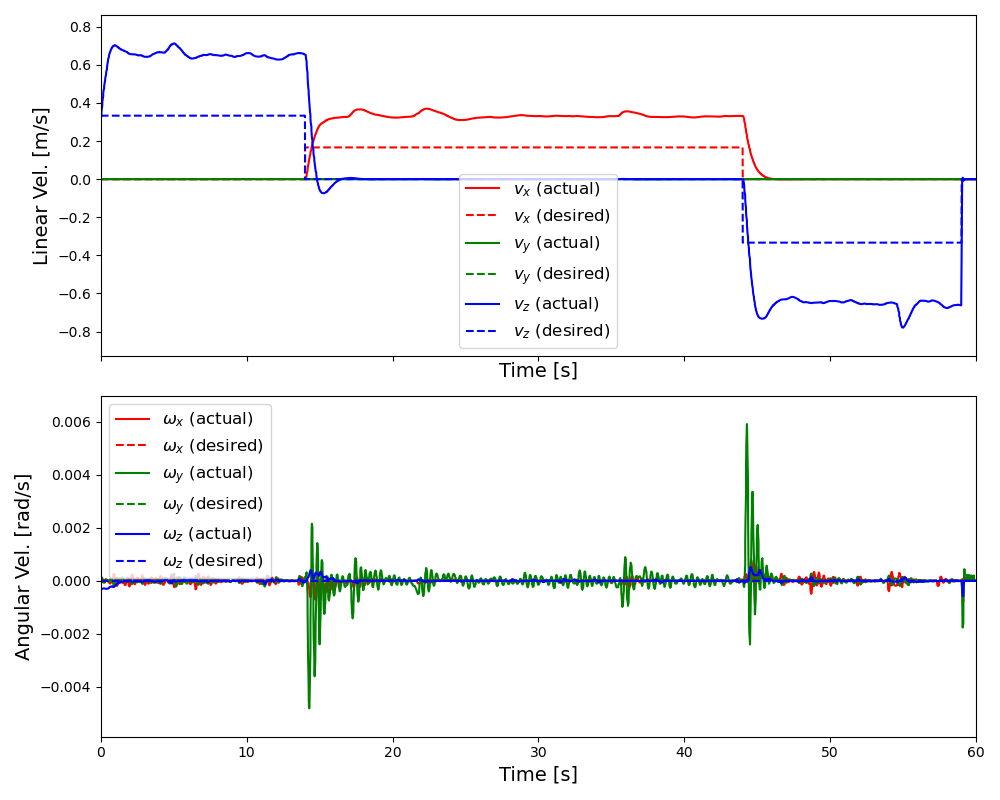 0.8
0.6
0.4
0.2
0.0
−0.2
−0.4
−0.6
−0.8
Linear Vel. [m/s]
v_x (actual)
v_x (desired)
v_y (actual)
v_y (desired)
v_z (actual)
v_z (desired)
Time [s]
0.006
0.004
0.002
0.000
−0.002
−0.004
Angular Vel. [rad/s]
ω_x (actual)
ω_x (desired)
ω_y (actual)
ω_y (desired)
ω_z (actual)
ω_z (desired)
0 10 20 30 40 50 60
Time [s]